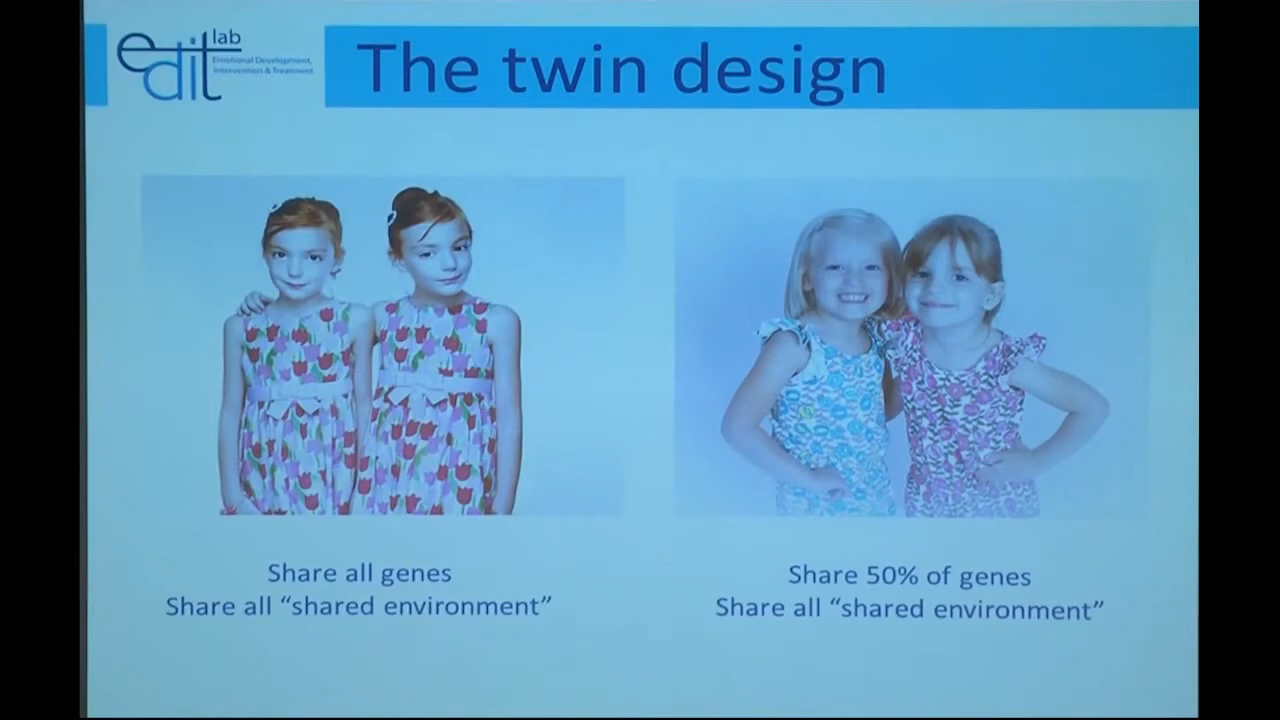 edit lab
Emotional Development,
Intervention & Treatment
The twin design
Share all genes
Share all “shared environment”
Share 50% of genes
Share all “shared environment”